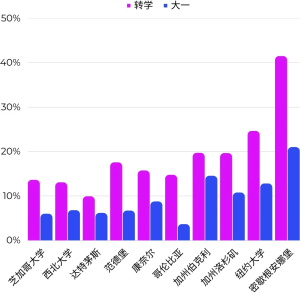 转学 大一
50%
40%
30%
20%
10%
0%
芝加哥大学
西北大学
达特茅斯
范德堡
康奈尔
哥伦比亚
加州伯克利
加州洛杉矶
纽约大学
密歇根安娜堡